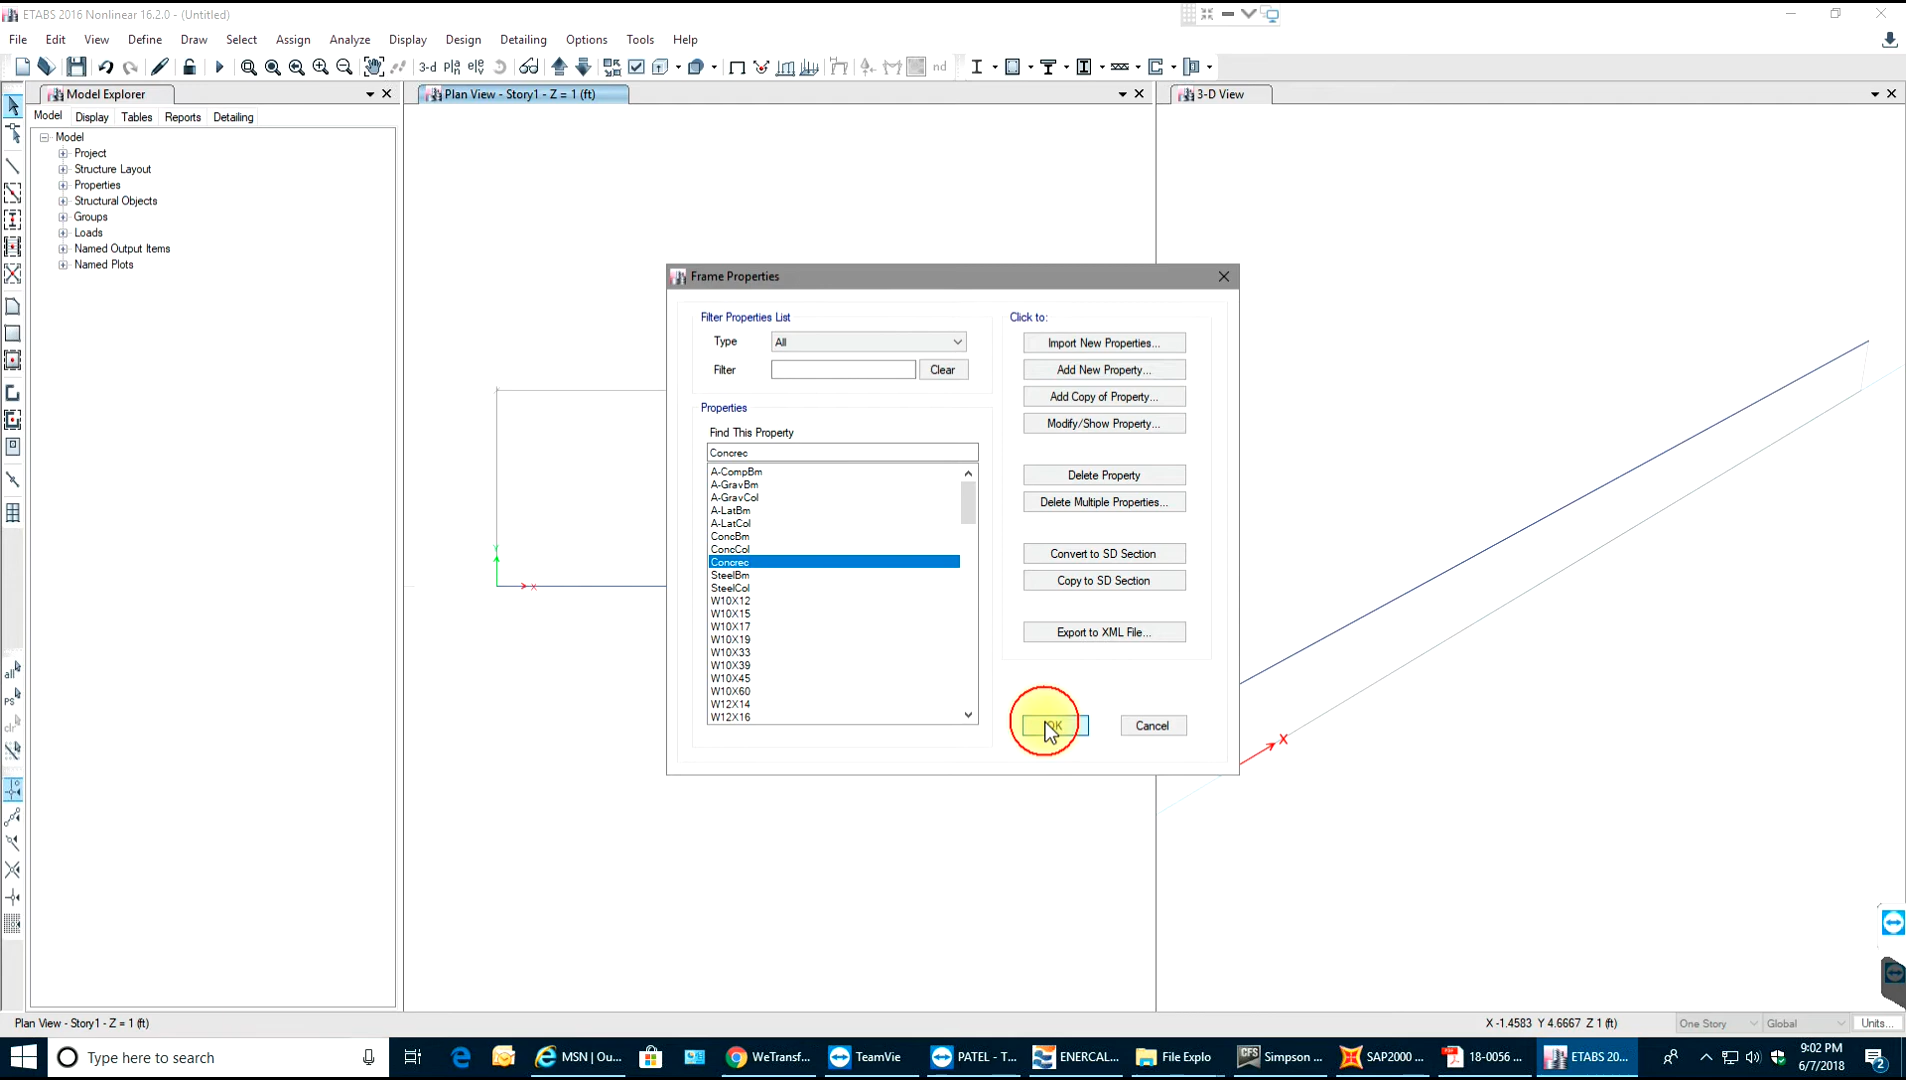 ETABS 2016 Nonlinear 16.2.0 - (Untitled)
File Edit View Define Draw Select Assign Analyze Display Design Detailing Options Tools Help
3-d nd
Model Explorer
Plan View - Story1 - Z = 1 (ft)
3-D View
Model Display Tables Reports Detailing
Model
Project
Structure Layout
Properties
Structural Objects
Groups
Loads
Named Output Items
Named Plots
Frame Properties
Filter Properties List
Type All
Filter Clear
Properties
Find This Property
Concrec
A-CompBm
A-GravBm
A-GravCol
A-LatBm
A-LatCol
ConcBm
ConcCol
Concrec
SteelBm
SteelCol
W10X12
W10X15
W10X17
W10X19
W10X33
W10X39
W10X45
W10X60
W12X14
W12X16
Click to:
Import New Properties...
Add New Property...
Add Copy of Property...
Modify/Show Property...
Delete Property
Delete Multiple Properties...
Convert to SD Section
Copy to SD Section
Export to XML File...
OK Cancel
Y
X
X
all
PS
clr
Plan View - Story1 - Z = 1 (ft)
X -1.4583 Y 4.6667 Z 1 (ft)
One Story Global Units...
Type here to search
MSN | Ou...
WeTransf...
TeamVie...
PATEL - T...
ENERCAL...
File Explo...
CFS Simpson ...
SAP2000 ...
18-0056 ...
ETABS 20...
9:02 PM
6/7/2018
2